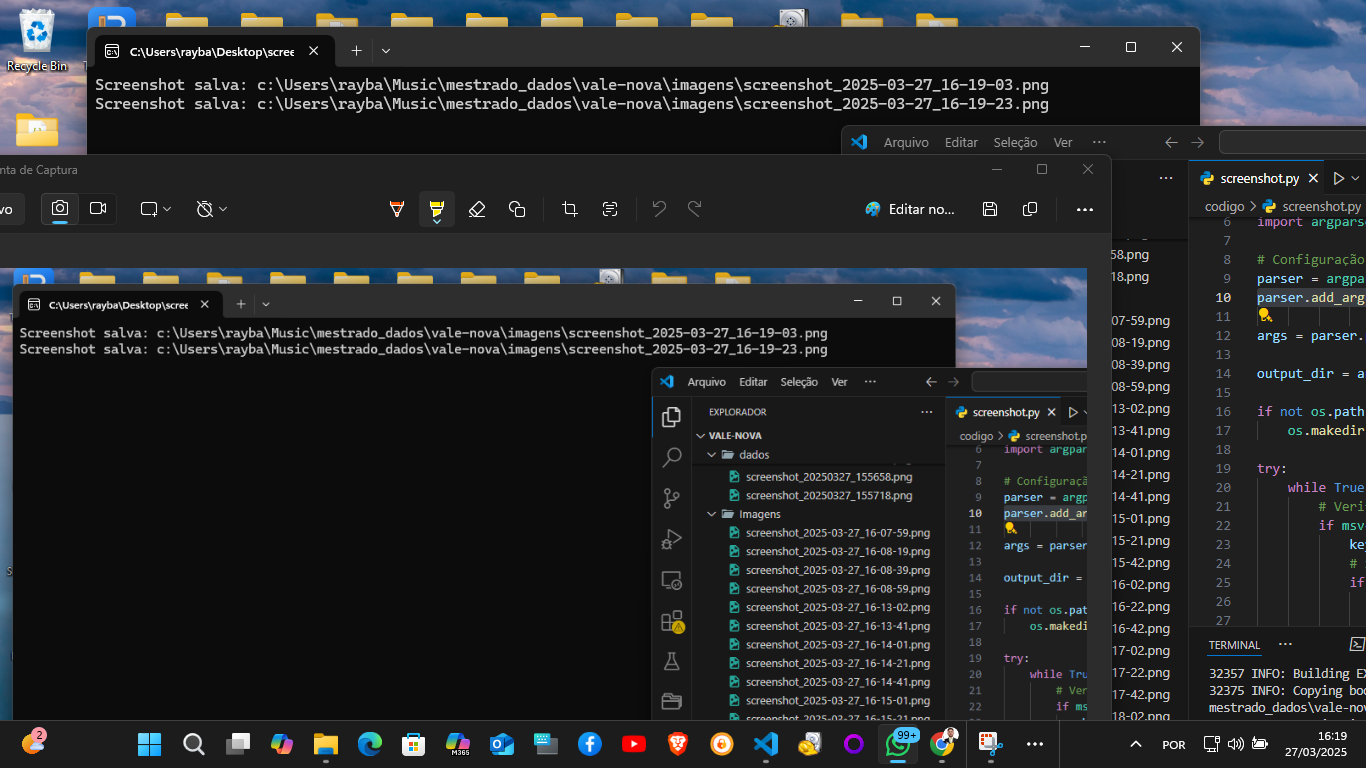 Recycle Bin
C:\Users\rayba\Desktop\scree
Screenshot salva: c:\Users\rayba\Music\mestrado_dados\vale-nova\imagens\screenshot_2025-03-27_16-19-03.png
Screenshot salva: c:\Users\rayba\Music\mestrado_dados\vale-nova\imagens\screenshot_2025-03-27_16-19-23.png
Arquivo Editar Seleção Ver ···
nta de Captura
vo
Editar no...
screenshot.py
codigo > screenshot.py
6 import argparse
7
8 # Configuração
9 parser = argpa
10 parser.add_arg
11
12 args = parser.
13
14 output_dir = a
15
16 if not os.path
17 os.makedir
18
19 try:
20 while True
21 # Veri
22 if msv
23 key
24 #
25 if
26
27
58.png
18.png
07-59.png
08-19.png
08-39.png
08-59.png
13-02.png
13-41.png
14-01.png
14-21.png
14-41.png
15-01.png
15-21.png
15-42.png
16-02.png
16-22.png
16-42.png
17-02.png
17-22.png
17-42.png
18-02.png
TERMINAL ···
32357 INFO: Building EX
32375 INFO: Copying boo
mestrado_dados\vale-nov
C:\Users\rayba\Desktop\scree
Screenshot salva: c:\Users\rayba\Music\mestrado_dados\vale-nova\imagens\screenshot_2025-03-27_16-19-03.png
Screenshot salva: c:\Users\rayba\Music\mestrado_dados\vale-nova\imagens\screenshot_2025-03-27_16-19-23.png
Arquivo Editar Seleção Ver ···
EXPLORADOR ···
VALE-NOVA
dados
screenshot_20250327_155658.png
screenshot_20250327_155718.png
Imagens
screenshot_2025-03-27_16-07-59.png
screenshot_2025-03-27_16-08-19.png
screenshot_2025-03-27_16-08-39.png
screenshot_2025-03-27_16-08-59.png
screenshot_2025-03-27_16-13-02.png
screenshot_2025-03-27_16-13-41.png
screenshot_2025-03-27_16-14-01.png
screenshot_2025-03-27_16-14-21.png
screenshot_2025-03-27_16-14-41.png
screenshot_2025-03-27_16-15-01.png
screenshot_2025-03-27_16-15-21.png
screenshot.py
codigo > screenshot.p
6 import argpar
7
8 # Configuraçã
9 parser = argp
10 parser.add_ar
11
12 args = parser
13
14 output_dir =
15
16 if not os.pat
17 os.makedi
18
19 try:
20 while Tru
21 # Ver
22 if ms
2
M365
99+
POR
16:19
27/03/2025